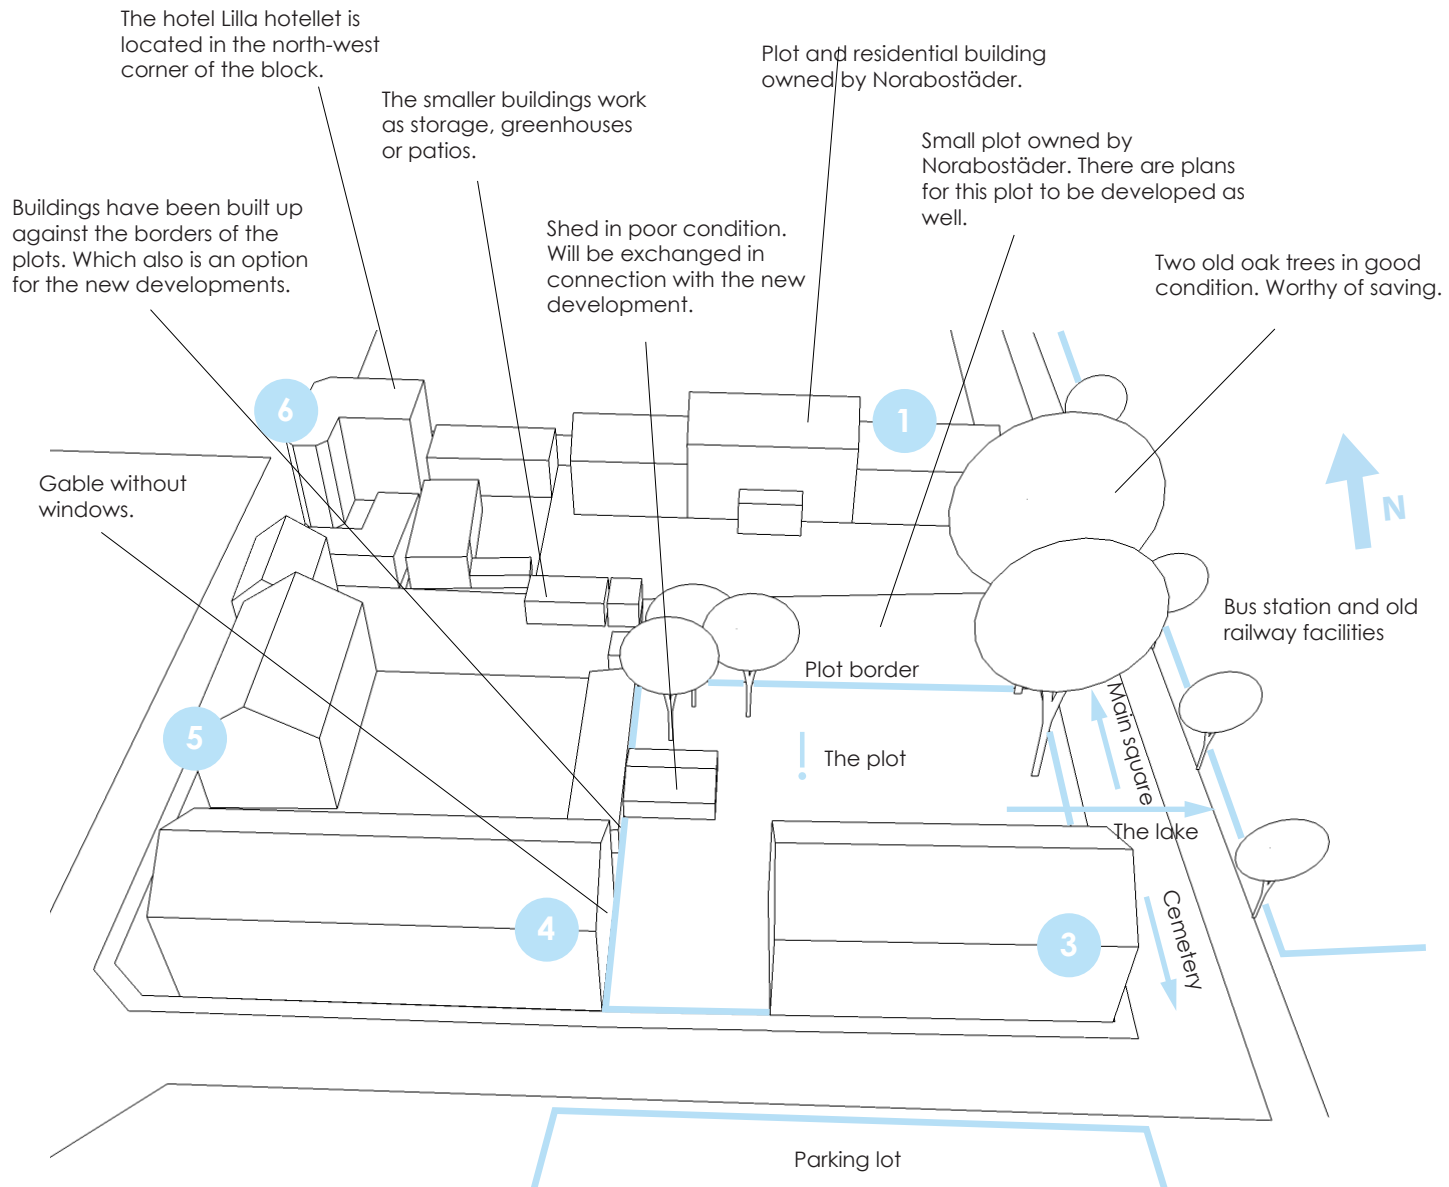 The hotel Lilla hotellet is
located in the north-west
corner of the block.
Plot and residential building
owned by Norabostäder.
The smaller buildings work
as storage, greenhouses
or patios.
Small plot owned by
Norabostäder. There are plans
for this plot to be developed as
well.
Buildings have been built up
against the borders of the
plots. Which also is an option
for the new developments.
Shed in poor condition.
Will be exchanged in
connection with the new
development.
Two old oak trees in good
condition. Worthy of saving.
6
1
Gable without
windows.
N
Bus station and old
railway facilities
Plot border
Main square
5
!
The plot
The lake
Cemetery
4
3
Parking lot